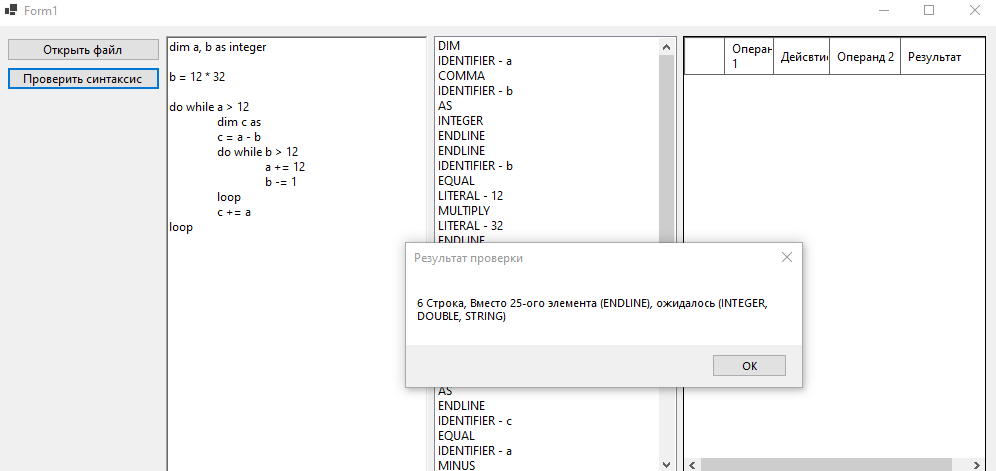 Form1
Открыть файл
Проверить синтаксис
dim a, b as integer
b = 12 * 32
do while a > 12
dim c as
c = a - b
do while b > 12
a += 12
b -= 1
loop
c += a
loop
DIM
IDENTIFIER - a
COMMA
IDENTIFIER - b
AS
INTEGER
ENDLINE
ENDLINE
IDENTIFIER - b
EQUAL
LITERAL - 12
MULTIPLY
LITERAL - 32
ENDLINE
AS
ENDLINE
IDENTIFIER - c
EQUAL
IDENTIFIER - a
MINUS
Операн
1
Дейсвти
Операнд 2
Результат
Результат проверки
6 Строка, Вместо 25-ого элемента (ENDLINE), ожидалось (INTEGER,
DOUBLE, STRING)
ОК